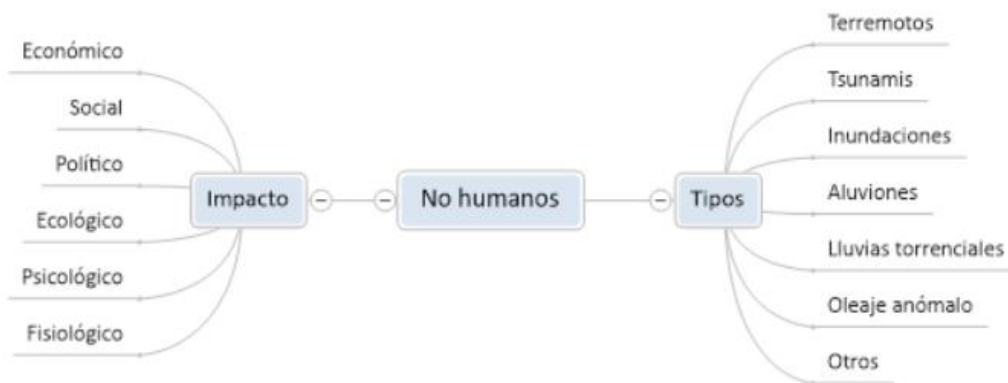 Económico
Social
Político
Ecológico
Psicológico
Fisiológico
Impacto
No humanos
Tipos
Terremotos
Tsunamis
Inundaciones
Aluviones
Lluvias torrenciales
Oleaje anómalo
Otros